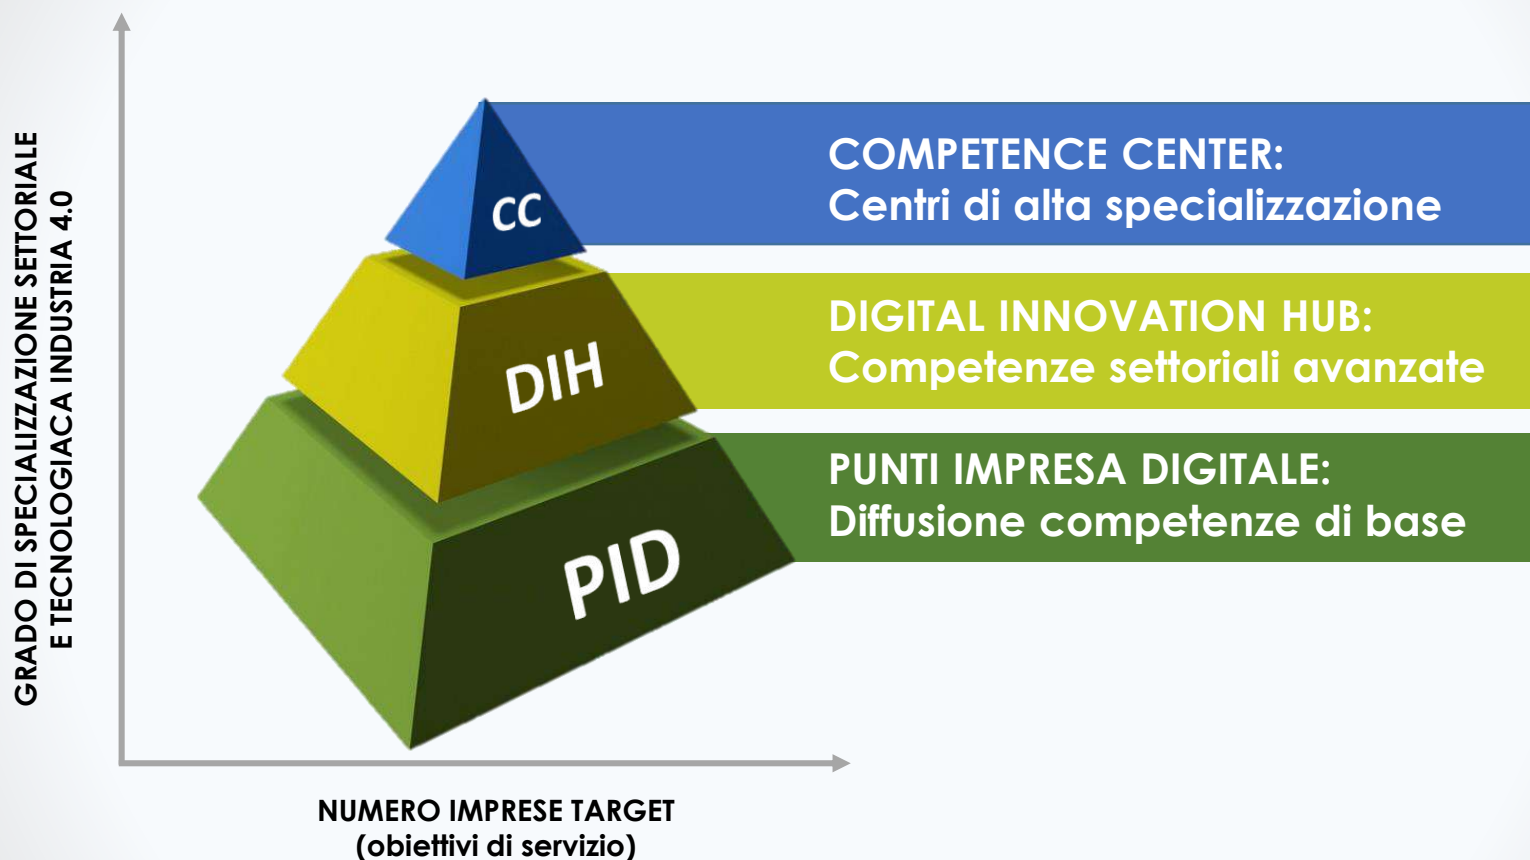 GRADO DI SPECIALIZZAZIONE SETTORIALE
E TECNOLOGIACA INDUSTRIA 4.0
CC
COMPETENCE CENTER:
Centri di alta specializzazione
DIH
DIGITAL INNOVATION HUB:
Competenze settoriali avanzate
PID
PUNTI IMPRESA DIGITALE:
Diffusione competenze di base
NUMERO IMPRESE TARGET
(obiettivi di servizio)